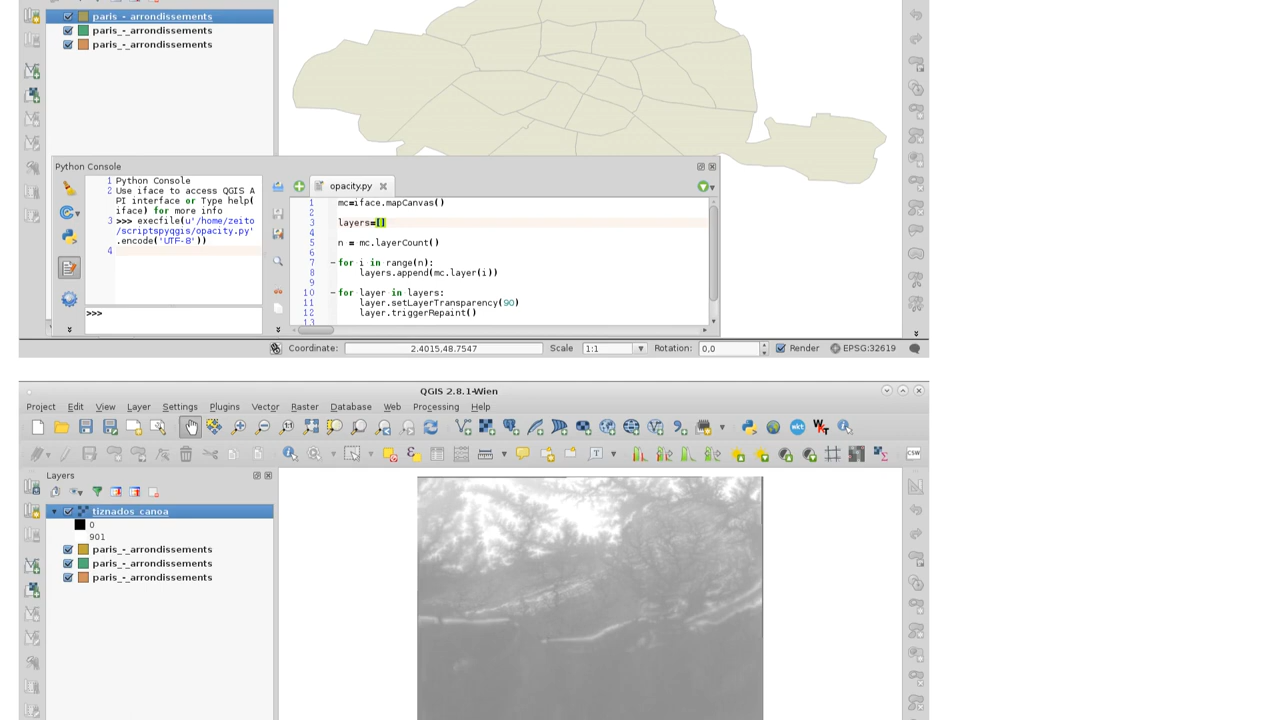 paris_-_arrondissements
paris_-_arrondissements
paris_-_arrondissements
Python Console
1 Python Console
2 Use iface to access QGIS A
PI interface or Type help(
iface) for more info
3 >>> execfile(u'/home/zeito
/scriptspyqgis/opacity.py'
.encode('UTF-8'))
4
>>>
opacity.py
1 mc=iface.mapCanvas()
2
3 layers=[]
4
5 n = mc.layerCount()
6
7 for i in range(n):
8 layers.append(mc.layer(i))
9
10 for layer in layers:
11 layer.setLayerTransparency(90)
12 layer.triggerRepaint()
13
Coordinate: 2.4015,48.7547 Scale 1:1 Rotation: 0,0 Render EPSG:32619
QGIS 2.8.1-Wien
Project Edit View Layer Settings Plugins Vector Raster Database Web Processing Help
wkt
CSW
Layers
tiznados_canoa
0
901
paris_-_arrondissements
paris_-_arrondissements
paris_-_arrondissements